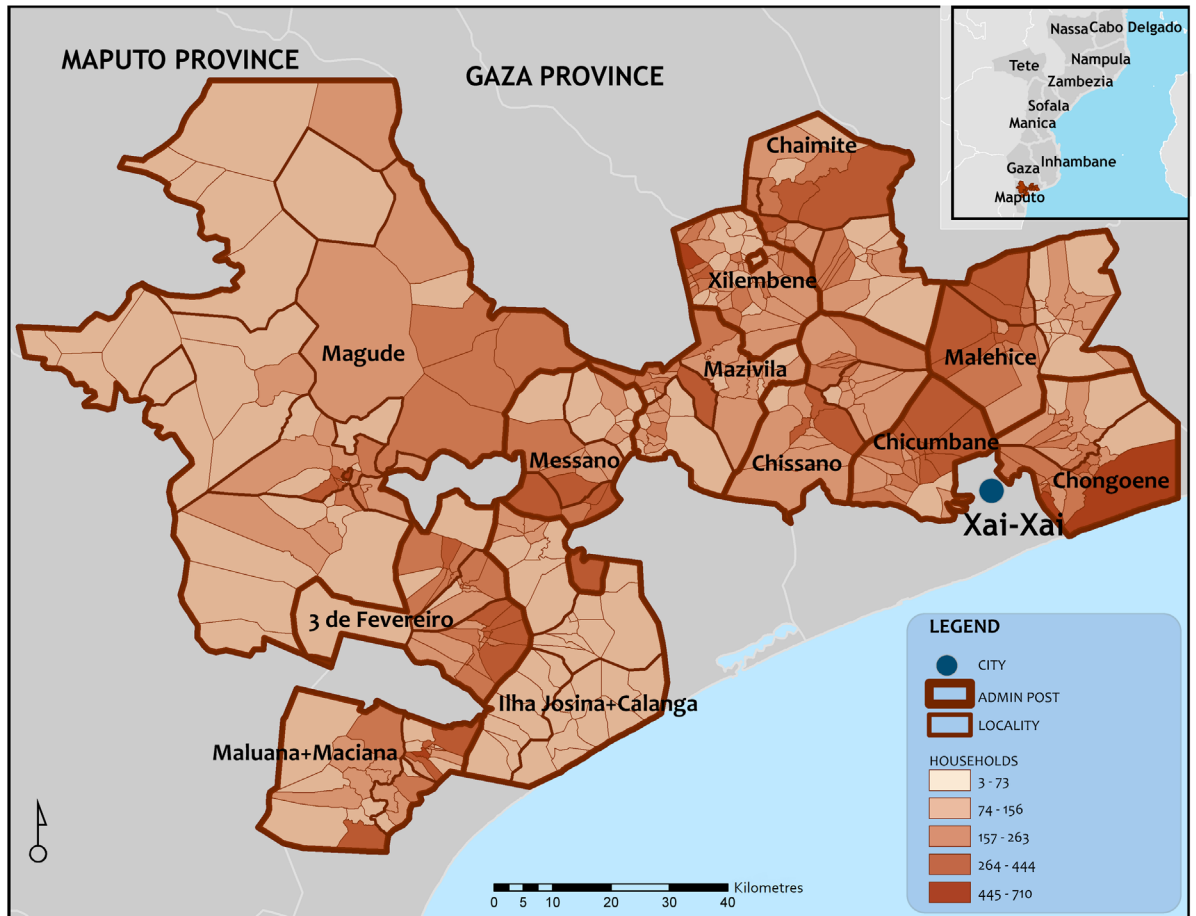 MAPUTO PROVINCE
GAZA PROVINCE
Nassa
Cabo Delgado
Tete
Nampula
Zambezia
Sofala
Manica
Inhambane
Gaza
Maputo
Chaimite
Xilembene
Magude
Mazivila
Malehice
Messano
Chissano
Chicumbane
Chongoene
Xai-Xai
3 de Fevereiro
Ilha Josina+Calanga
Maluana+Maciana
LEGEND
CITY
ADMIN POST
LOCALITY
HOUSEHOLDS
3 - 73
74 - 156
157 - 263
264 - 444
445 - 710
Kilometres
0 5 10 20 30 40